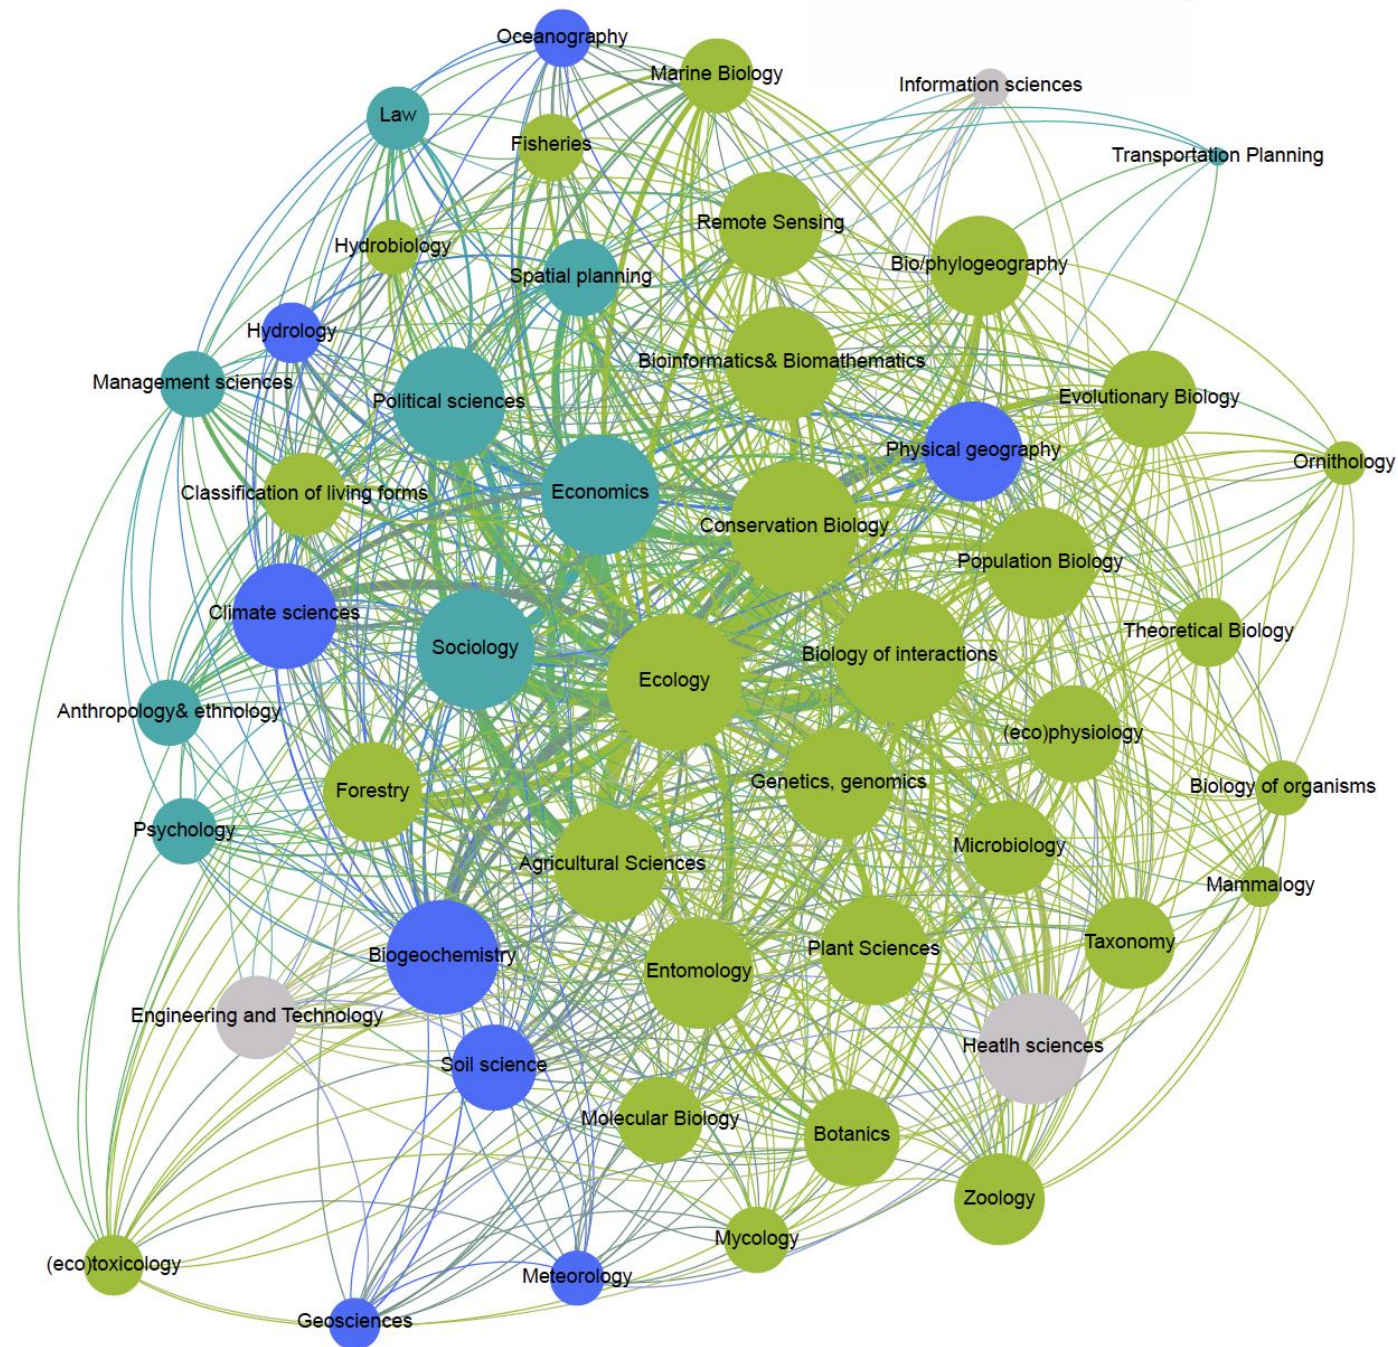 Oceanography
Marine Biology
Information sciences
Law
Fisheries
Transportation Planning
Remote Sensing
Hydrobiology
Bio/phylogeography
Spatial planning
Hydrology
Bioinformatics& Biomathematics
Management sciences
Political sciences
Evolutionary Biology
Physical geography
Ornithology
Classification of living forms
Economics
Conservation Biology
Population Biology
Climate sciences
Theoretical Biology
Sociology
Biology of interactions
Ecology
Anthropology& ethnology
(eco)physiology
Genetics, genomics
Biology of organisms
Forestry
Psychology
Microbiology
Agricultural Sciences
Mammalogy
Taxonomy
Plant Sciences
Biogeochemistry
Entomology
Engineering and Technology
Heatlh sciences
Soil science
Molecular Biology
Botanics
Zoology
Mycology
(eco)toxicology
Meteorology
Geosciences